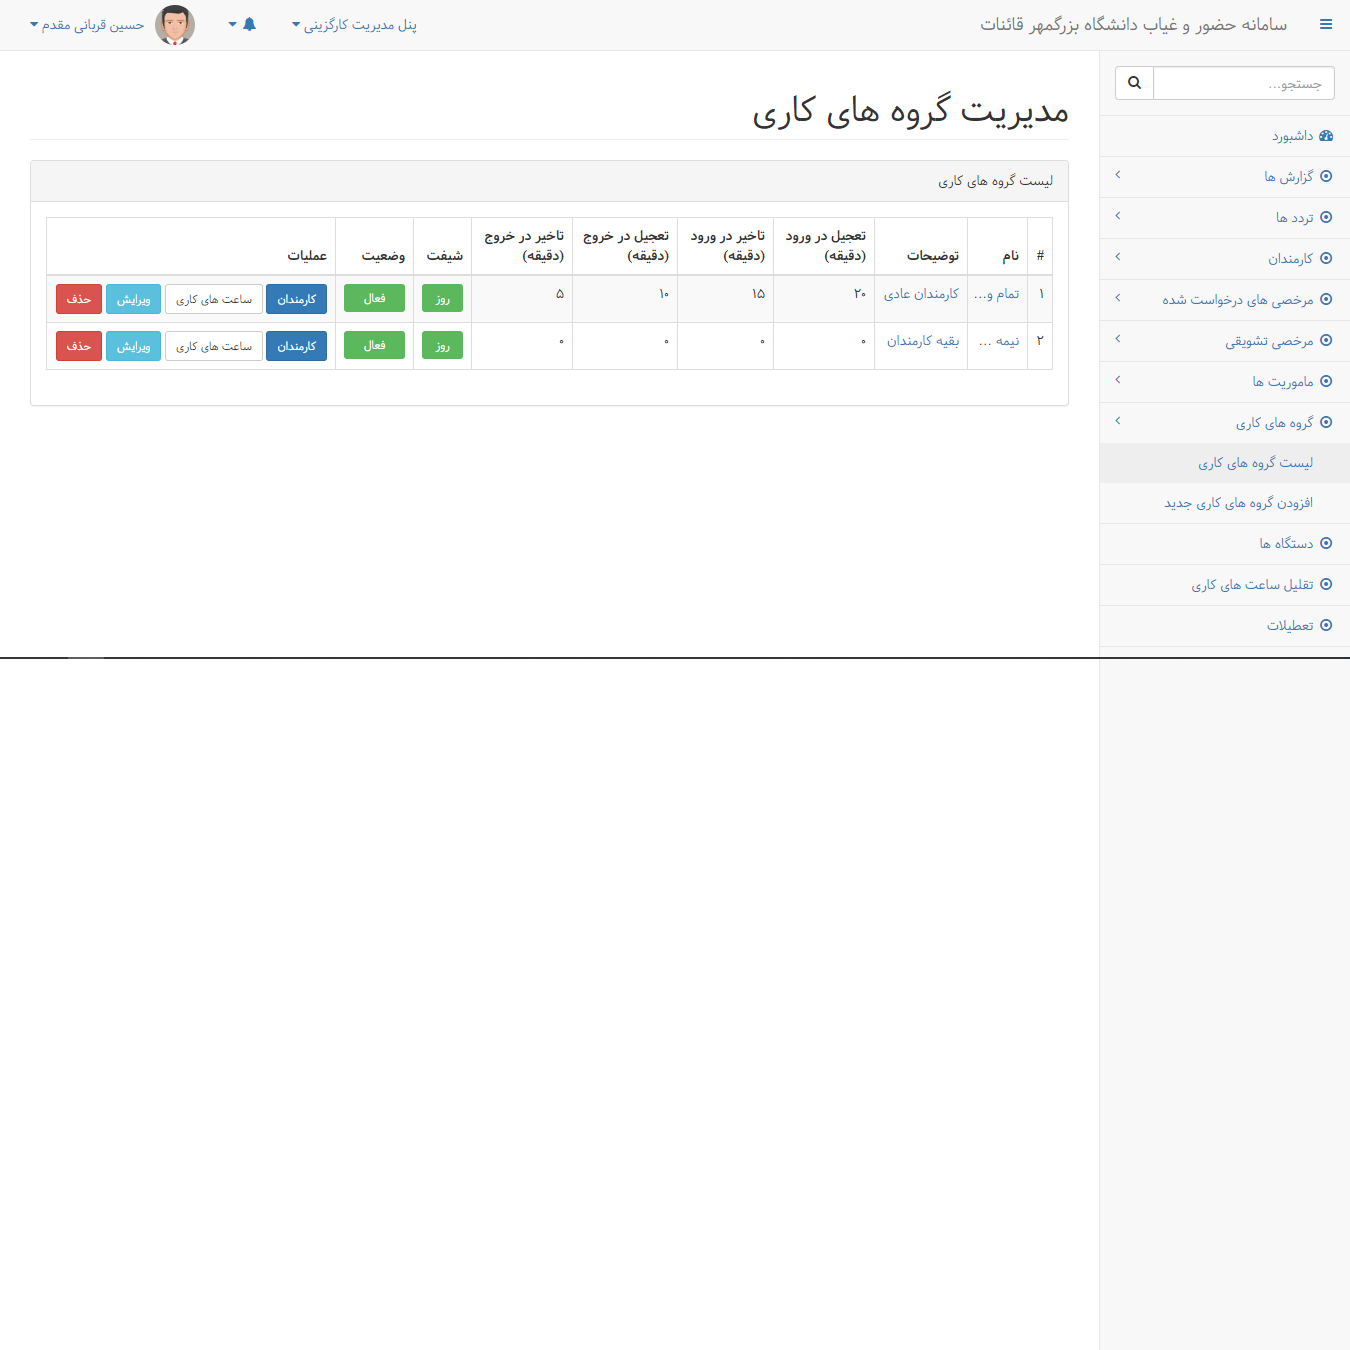 سامانه حضور و غیاب دانشگاه بزرگمهر قائنات
پنل مدیریت کارگزینی
حسین قربانی مقدم
جستجو...
داشبورد
گزارش ها
تردد ها
کارمندان
مرخصی های درخواست شده
مرخصی تشویقی
ماموریت ها
گروه های کاری
لیست گروه های کاری
افزودن گروه های کاری جدید
دستگاه ها
تقلیل ساعت های کاری
تعطیلات
مدیریت گروه های کاری
لیست گروه های کاری
# نام توضیحات تعجیل در ورود (دقیقه) تاخیر در ورود (دقیقه) تعجیل در خروج (دقیقه) تاخیر در خروج (دقیقه) شیفت وضعیت عملیات
۱ تمام و... کارمندان عادی ۲۰ ۱۵ ۱۰ ۵ روز فعال کارمندان ساعت های کاری ویرایش حذف
۲ نیمه ... بقیه کارمندان ۰ ۰ ۰ ۰ روز فعال کارمندان ساعت های کاری ویرایش حذف